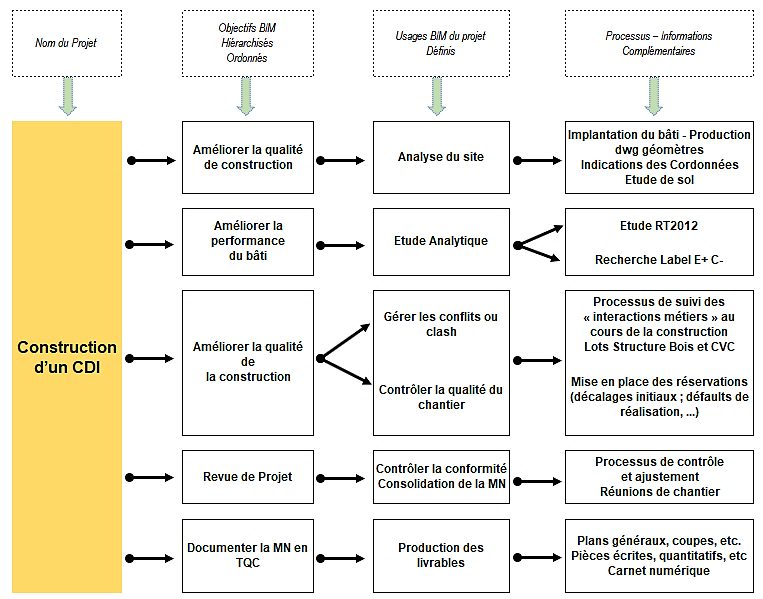 Nom du Projet
Objectifs BIM
Hiérarchisés
Ordonnés
Usages BIM du projet
Définis
Processus – Informations
Complémentaires
Construction
d'un CDI
Améliorer la qualité
de construction
Analyse du site
Implantation du bâti - Production
dwg géomètres
Indications des Cordonnées
Etude de sol
Améliorer la
performance
du bâti
Etude Analytique
Etude RT2012
Recherche Label E+ C-
Améliorer la qualité
de
la construction
Gérer les conflits ou
clash
Contrôler la qualité du
chantier
Processus de suivi des
« interactions métiers » au
cours de la construction
Lots Structure Bois et CVC
Mise en place des réservations
(décalages initiaux ; défauts de
réalisation, ...)
Revue de Projet
Contrôler la conformité
Consolidation de la MN
Processus de contrôle
et ajustement
Réunions de chantier
Documenter la MN en
TQC
Production des
livrables
Plans généraux, coupes, etc.
Pièces écrites, quantitatifs, etc
Carnet numérique